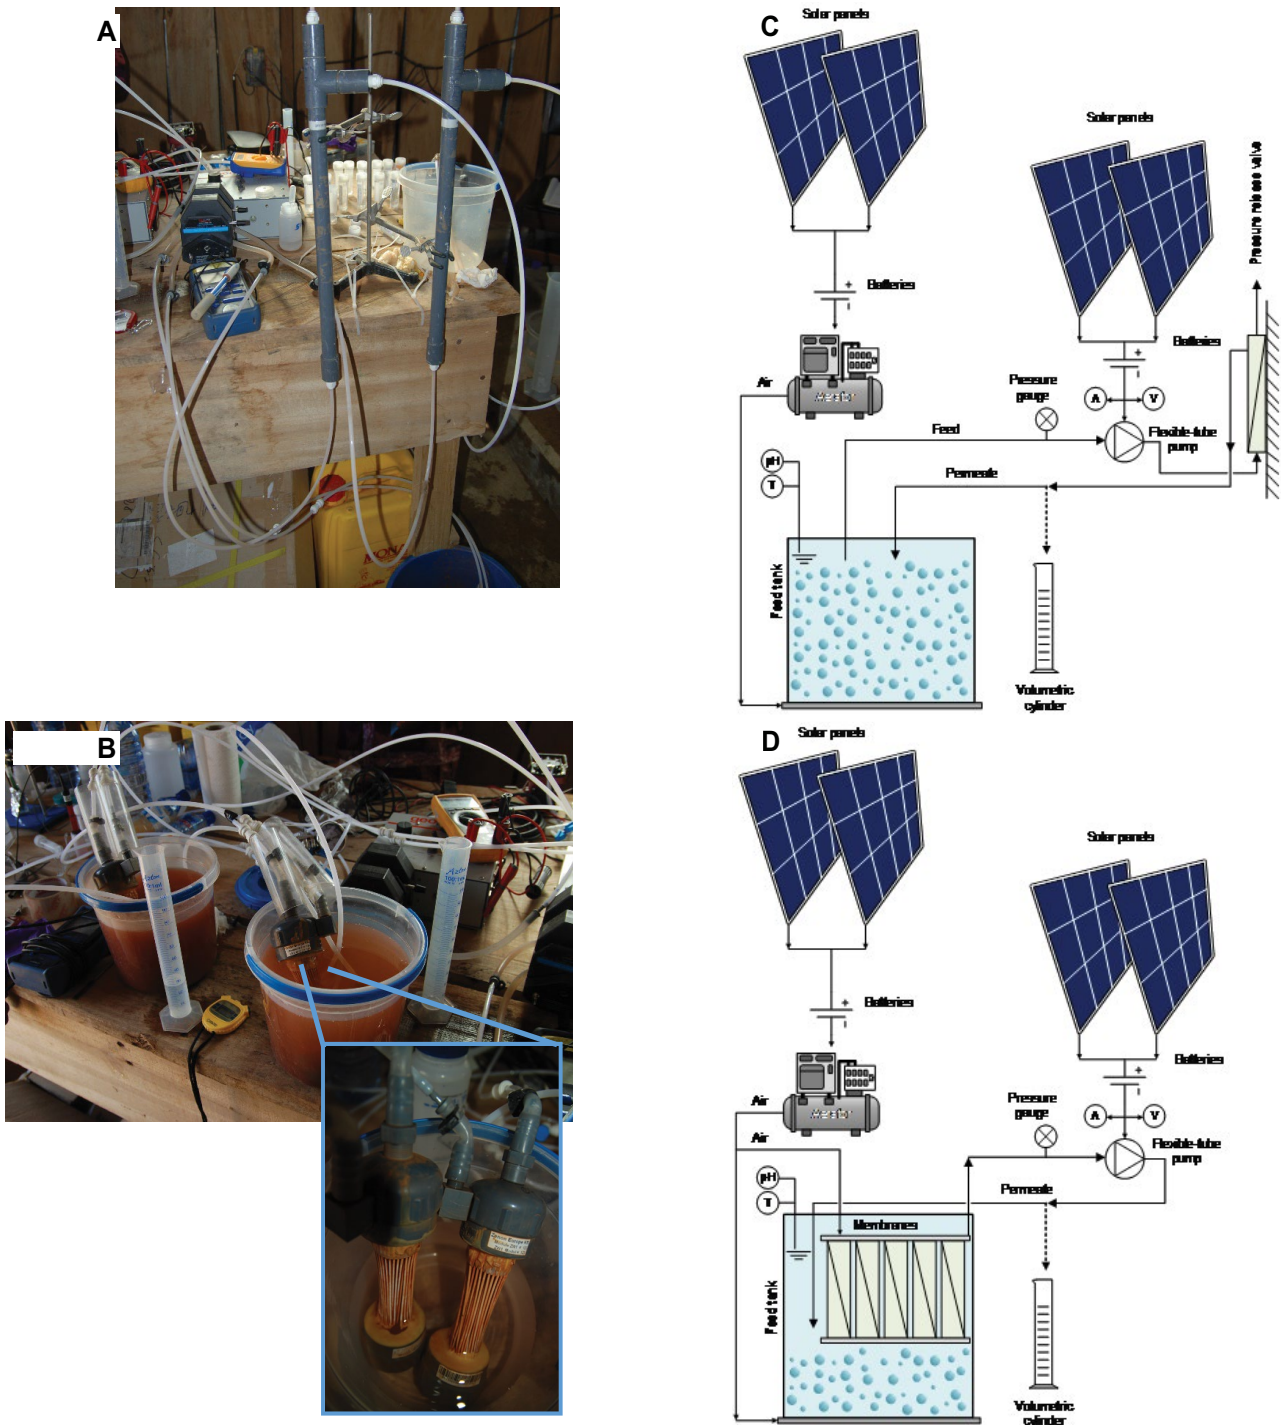 A
C
Solar panels
Solar panels
Pressure release valve
Batteries
Batteries
Pressure
gauge
A
V
Air
Feed
Flexible-tube
pump
pH
T
Permeate
Feed tank
Volumetric
cylinder
B
D
Solar panels
Solar panels
Batteries
Batteries
Pressure
gauge
A
V
Air
Air
Flexible-tube
pump
pH
T
Permeate
Membranes
Feed tank
Volumetric
cylinder